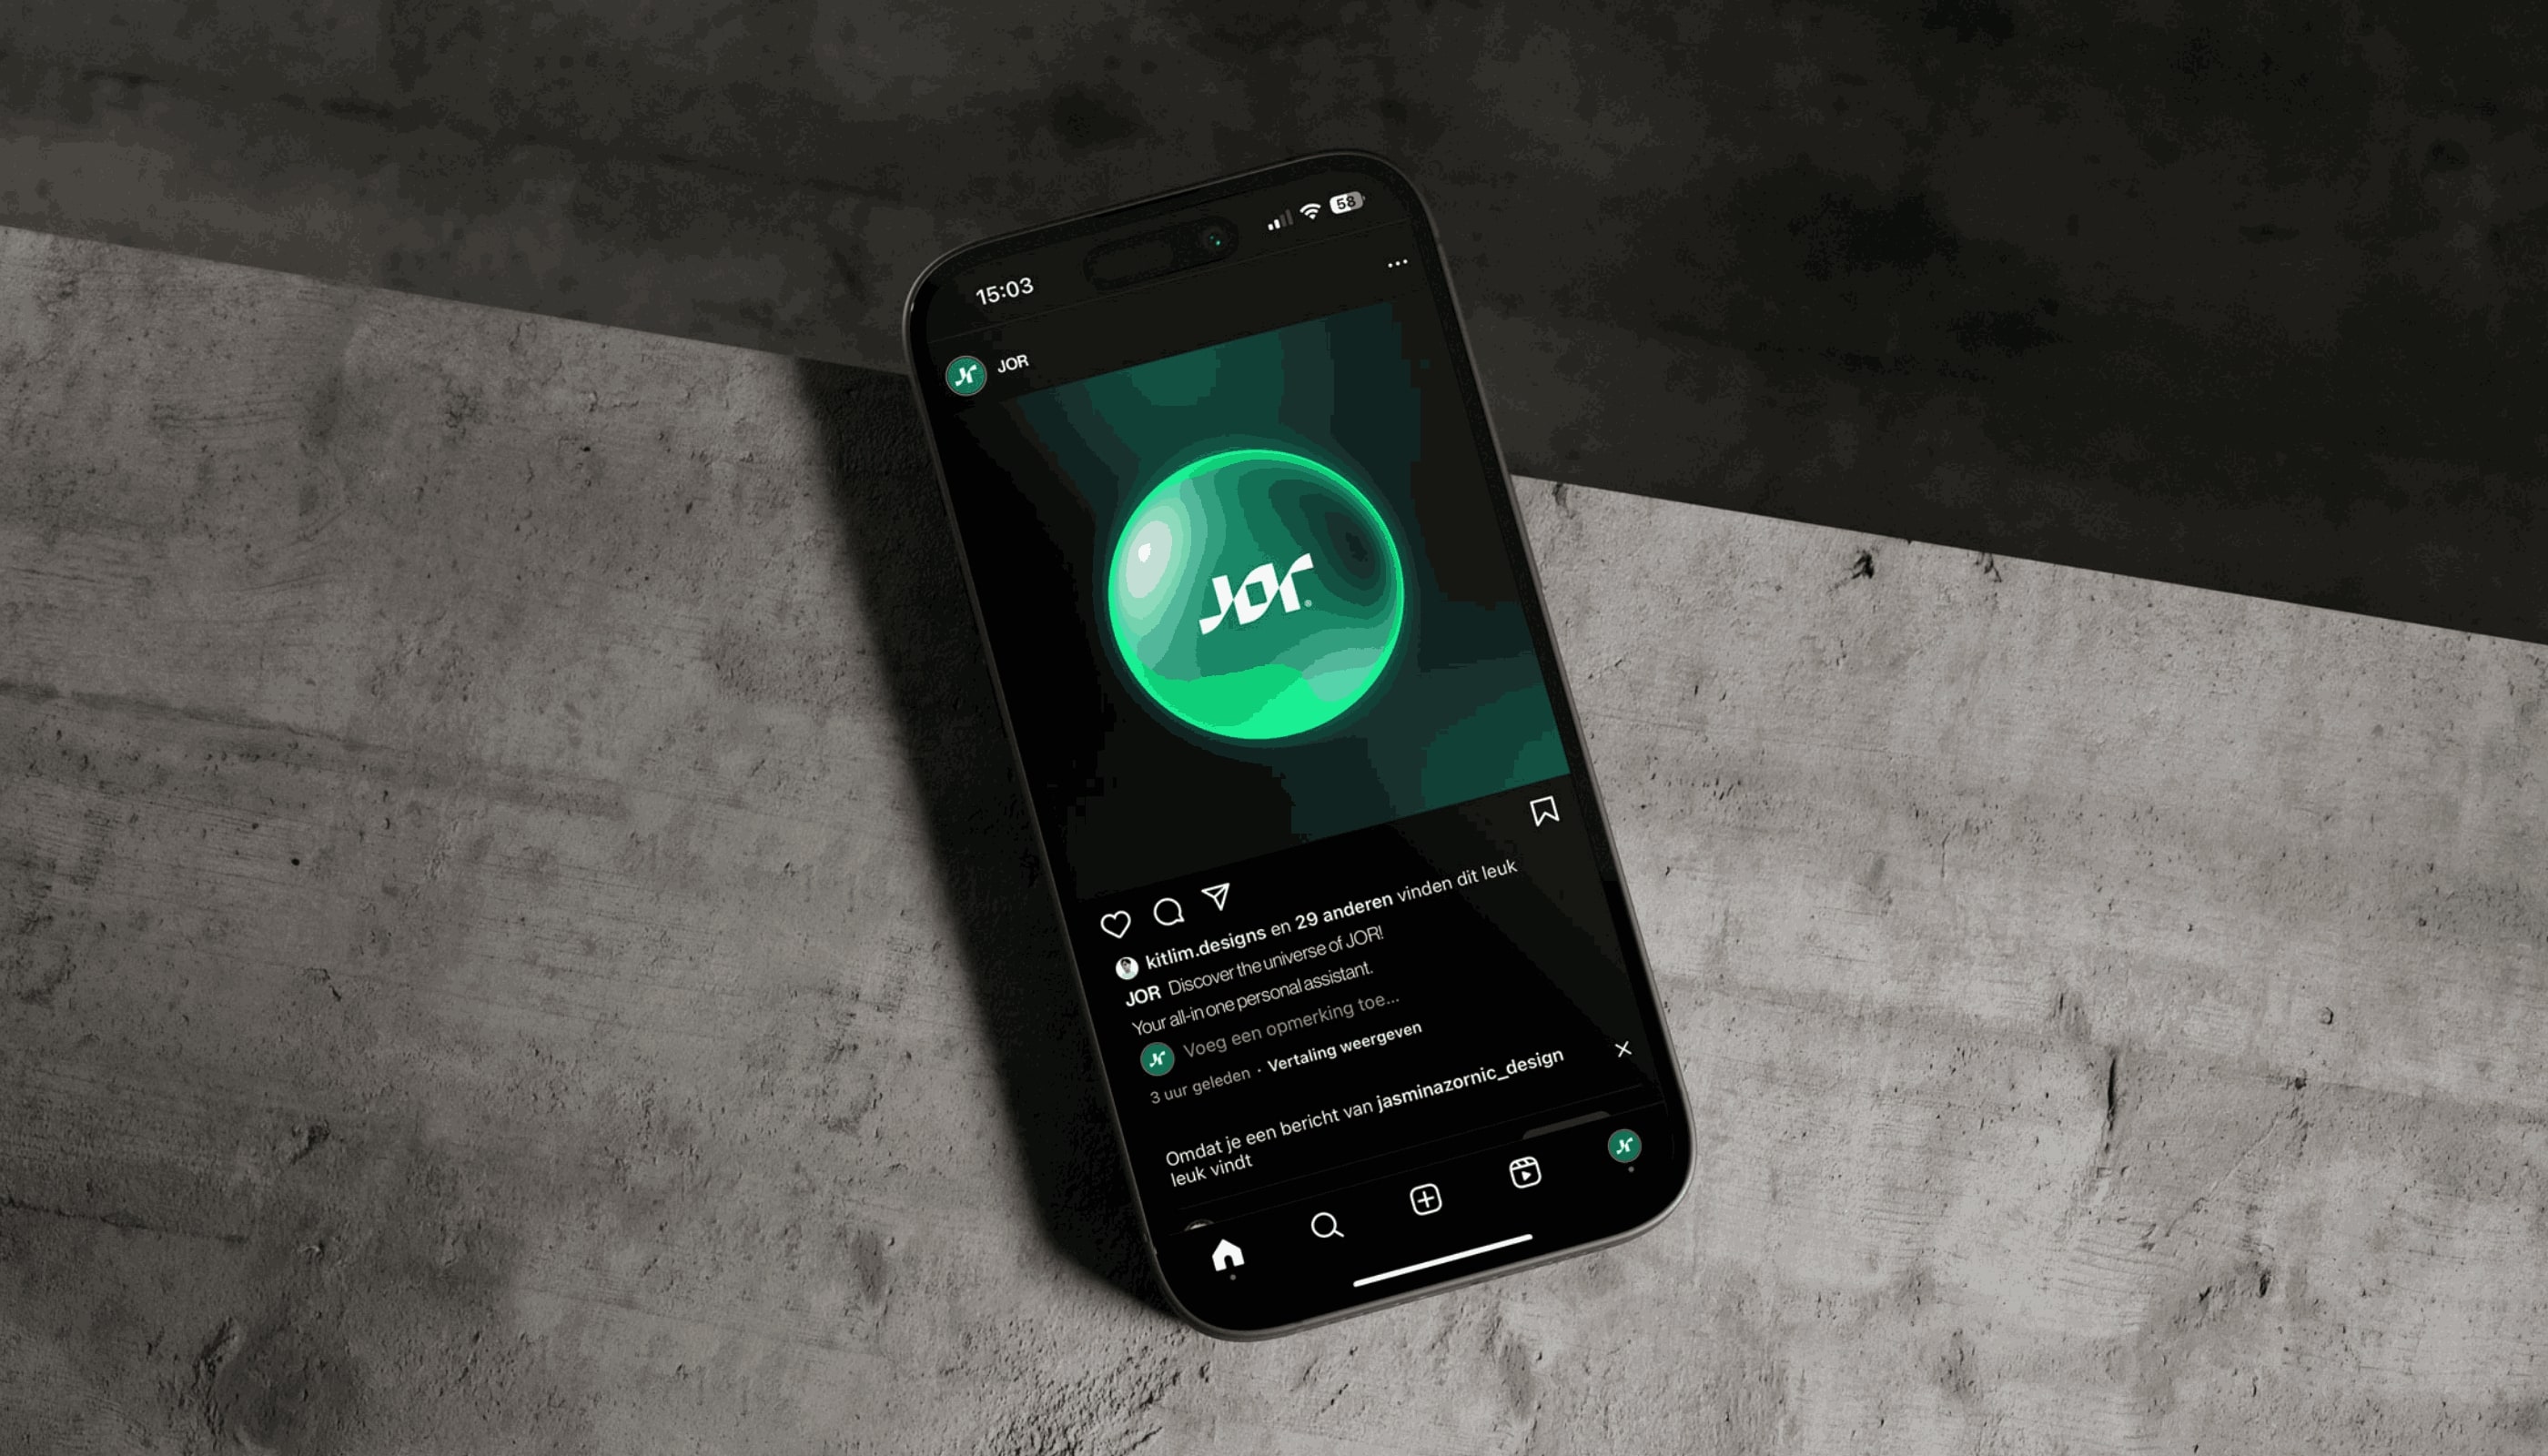 15:03
58
JOR
JOR®
kitlim.designs en 29 anderen vinden dit leuk
JOR Discover the universe of JOR!
Your all-in one personal assistant.
Voeg een opmerking toe...
3 uur geleden · Vertaling weergeven
Omdat je een bericht van jasminazornic_design
leuk vindt